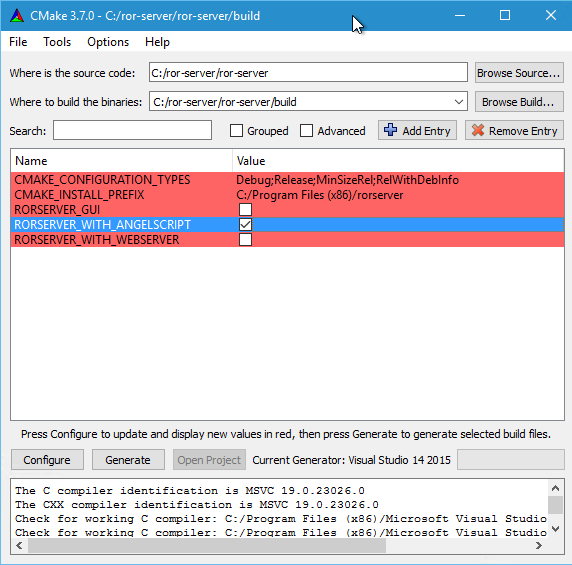 CMake 3.7.0 - C:/ror-server/ror-server/build
File Tools Options Help
Where is the source code: C:/ror-server/ror-server Browse Source...
Where to build the binaries: C:/ror-server/ror-server/build Browse Build...
Search: Grouped Advanced Add Entry Remove Entry
Name Value
CMAKE_CONFIGURATION_TYPES Debug;Release;MinSizeRel;RelWithDebInfo
CMAKE_INSTALL_PREFIX C:/Program Files (x86)/rorserver
RORSERVER_GUI
RORSERVER_WITH_ANGELSCRIPT
RORSERVER_WITH_WEBSERVER
Press Configure to update and display new values in red, then press Generate to generate selected build files.
Configure Generate Open Project Current Generator: Visual Studio 14 2015
The C compiler identification is MSVC 19.0.23026.0
The CXX compiler identification is MSVC 19.0.23026.0
Check for working C compiler: C:/Program Files (x86)/Microsoft Visual Studio
Check for working C compiler: C:/Program Files (x86)/Microsoft Visual Studio